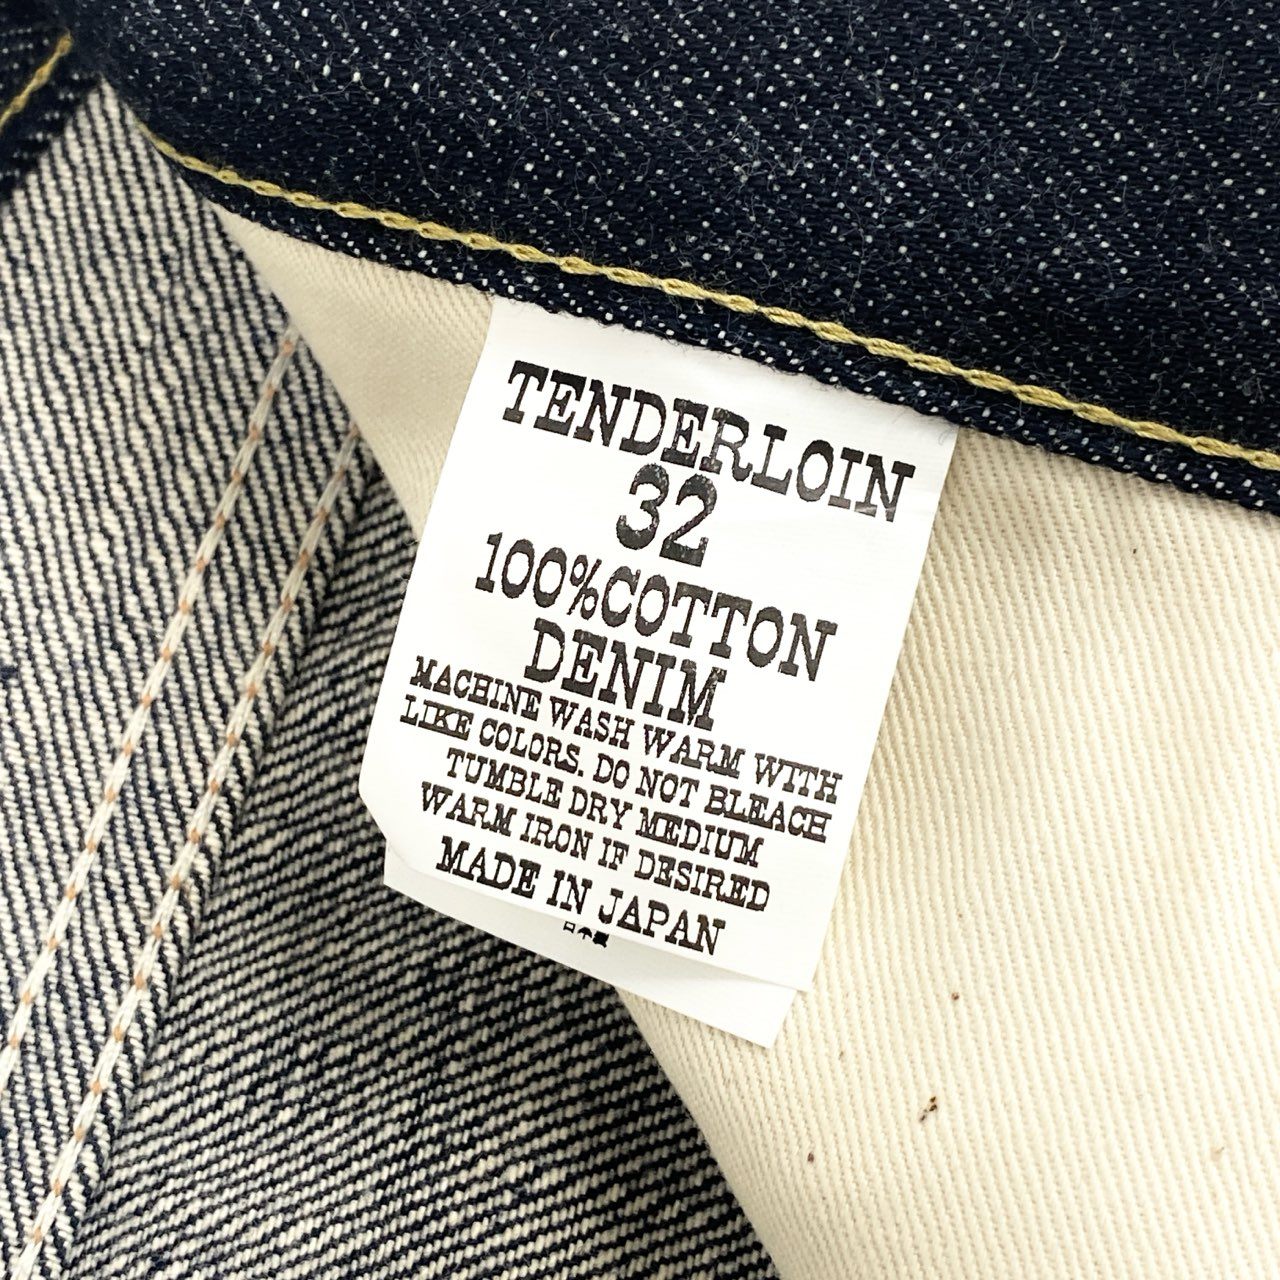 TENDERLOIN
32
100%COTTON
DENIM
MACHINE WASH WARM WITH
LIKE COLORS. DO NOT BLEACH
TUMBLE DRY MEDIUM
WARM IRON IF DESIRED
MADE IN JAPAN